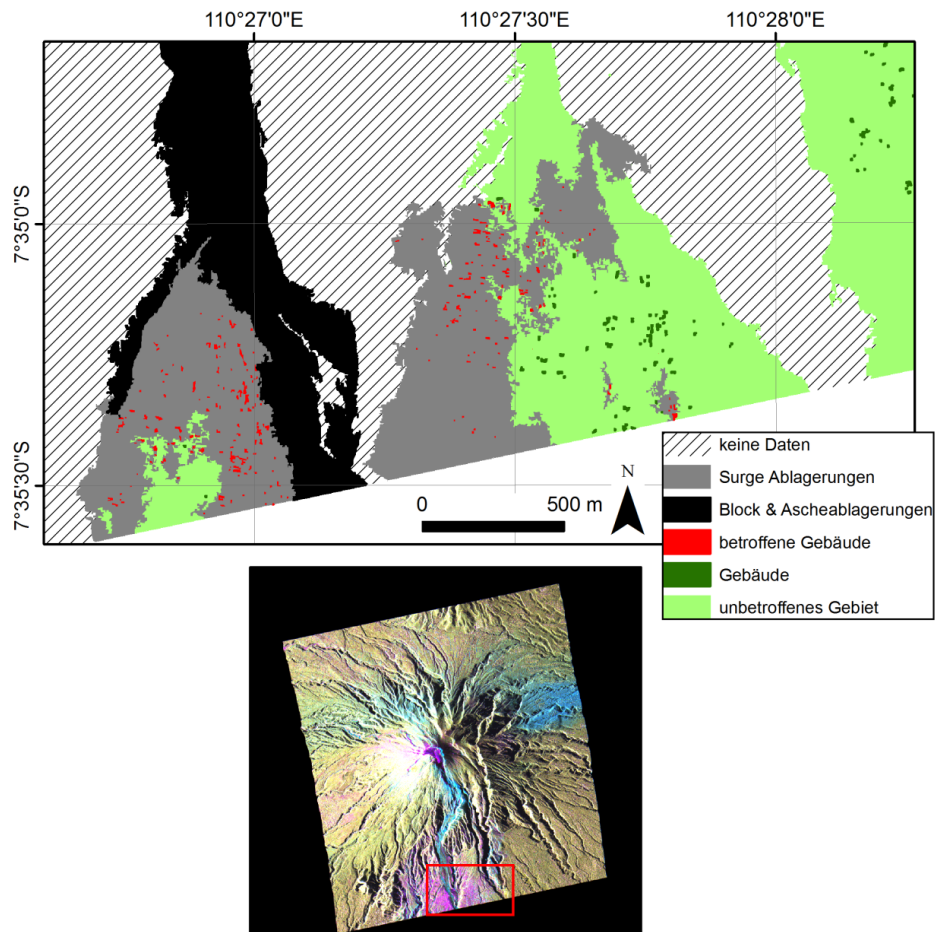 110°27'0"E
110°27'30"E
110°28'0"E
7°35'0"S
7°35'30"S
0
500 m
N
keine Daten
Surge Ablagerungen
Block & Ascheablagerungen
betroffene Gebäude
Gebäude
unbetroffenes Gebiet